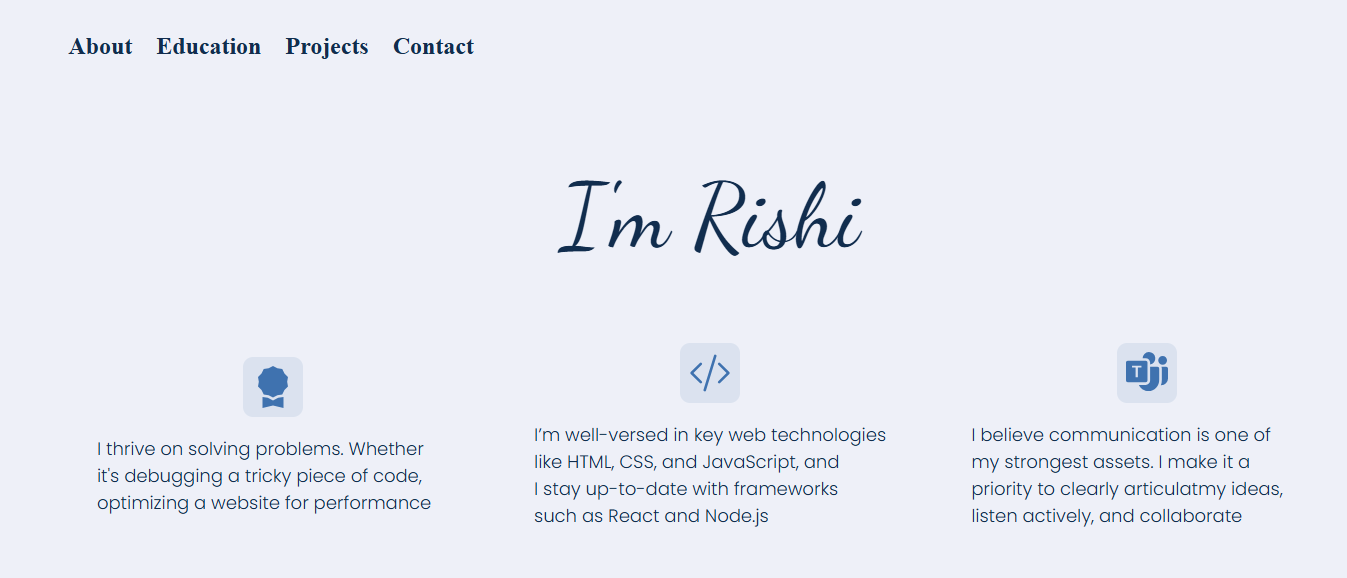 About Education Projects Contact
I'm Rishi
T
I thrive on solving problems. Whether
it's debugging a tricky piece of code,
optimizing a website for performance
I’m well-versed in key web technologies
like HTML, CSS, and JavaScript, and
I stay up-to-date with frameworks
such as React and Node.js
I believe communication is one of
my strongest assets. I make it a
priority to clearly articulatmy ideas,
listen actively, and collaborate